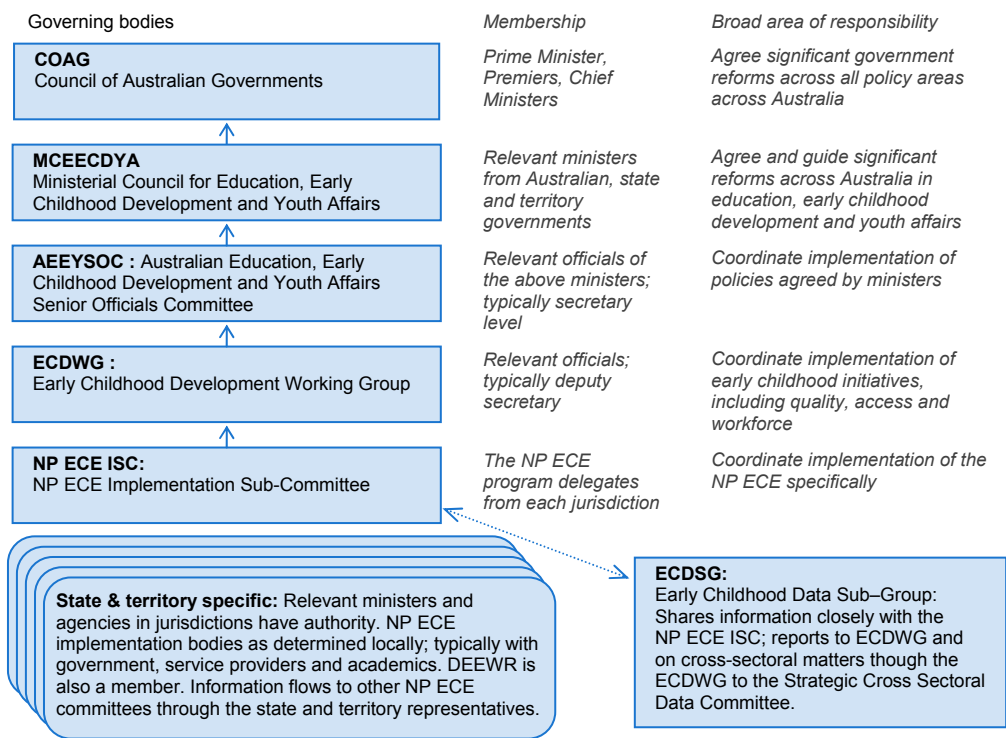 Governing bodies
Membership
Broad area of responsibility
COAG
Council of Australian Governments
Prime Minister,
Premiers, Chief
Ministers
Agree significant government
reforms across all policy areas
across Australia
MCEECDYA
Ministerial Council for Education, Early
Childhood Development and Youth Affairs
Relevant ministers
from Australian, state
and territory
governments
Agree and guide significant
reforms across Australia in
education, early childhood
development and youth affairs
AEEYSOC : Australian Education, Early
Childhood Development and Youth Affairs
Senior Officials Committee
Relevant officials of
the above ministers;
typically secretary
level
Coordinate implementation of
policies agreed by ministers
ECDWG :
Early Childhood Development Working Group
Relevant officials;
typically deputy
secretary
Coordinate implementation of
early childhood initiatives,
including quality, access and
workforce
NP ECE ISC:
NP ECE Implementation Sub-Committee
The NP ECE
program delegates
from each jurisdiction
Coordinate implementation of the
NP ECE specifically
State & territory specific: Relevant ministers and
agencies in jurisdictions have authority. NP ECE
implementation bodies as determined locally; typically with
government, service providers and academics. DEEWR is
also a member. Information flows to other NP ECE
committees through the state and territory representatives.
ECDSG:
Early Childhood Data Sub–Group:
Shares information closely with the
NP ECE ISC; reports to ECDWG and
on cross-sectoral matters though the
ECDWG to the Strategic Cross Sectoral
Data Committee.